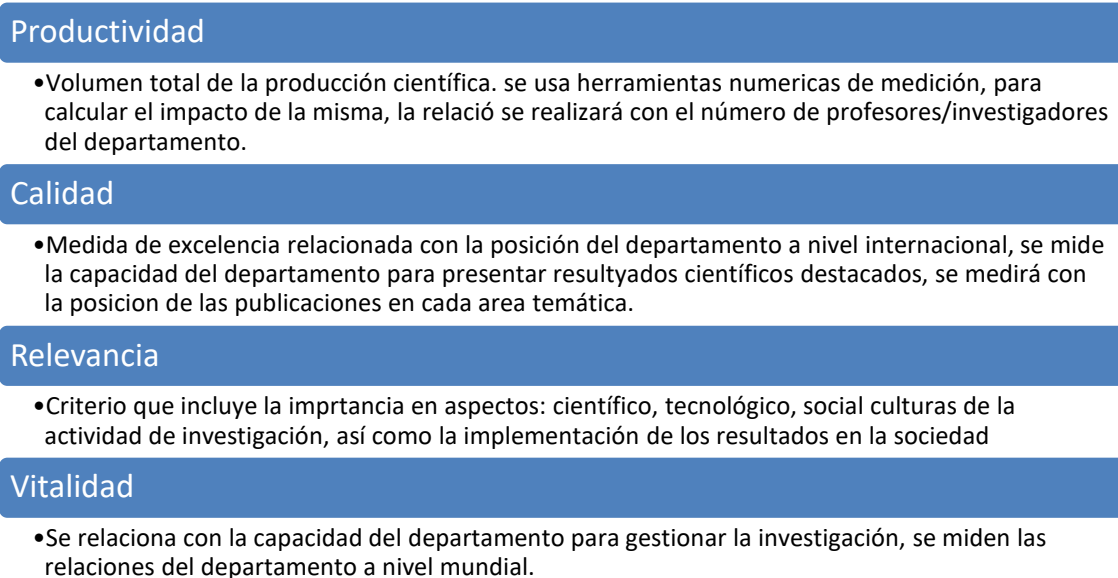 Productividad
•Volumen total de la producción científica. se usa herramientas numericas de medición, para
calcular el impacto de la misma, la relació se realizará con el número de profesores/investigadores
del departamento.
Calidad
•Medida de excelencia relacionada con la posición del departamento a nivel internacional, se mide
la capacidad del departamento para presentar resultyados científicos destacados, se medirá con
la posicion de las publicaciones en cada area temática.
Relevancia
•Criterio que incluye la imprtancia en aspectos: científico, tecnológico, social culturas de la
actividad de investigación, así como la implementación de los resultados en la sociedad
Vitalidad
•Se relaciona con la capacidad del departamento para gestionar la investigación, se miden las
relaciones del departamento a nivel mundial.